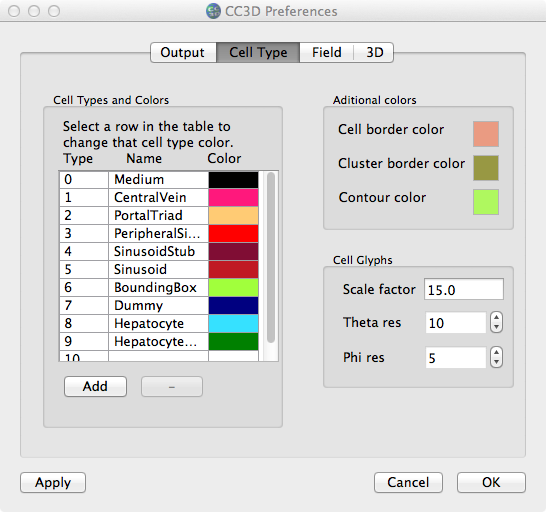 CC3D Preferences
Output Cell Type Field 3D
Cell Types and Colors
Select a row in the table to
change that cell type color.
Type Name Color
0 Medium
1 CentralVein
2 PortalTriad
3 PeripheralSi...
4 SinusoidStub
5 Sinusoid
6 BoundingBox
7 Dummy
8 Hepatocyte
9 Hepatocyte...
10
Add -
Aditional colors
Cell border color
Cluster border color
Contour color
Cell Glyphs
Scale factor 15.0
Theta res 10
Phi res 5
Apply Cancel OK